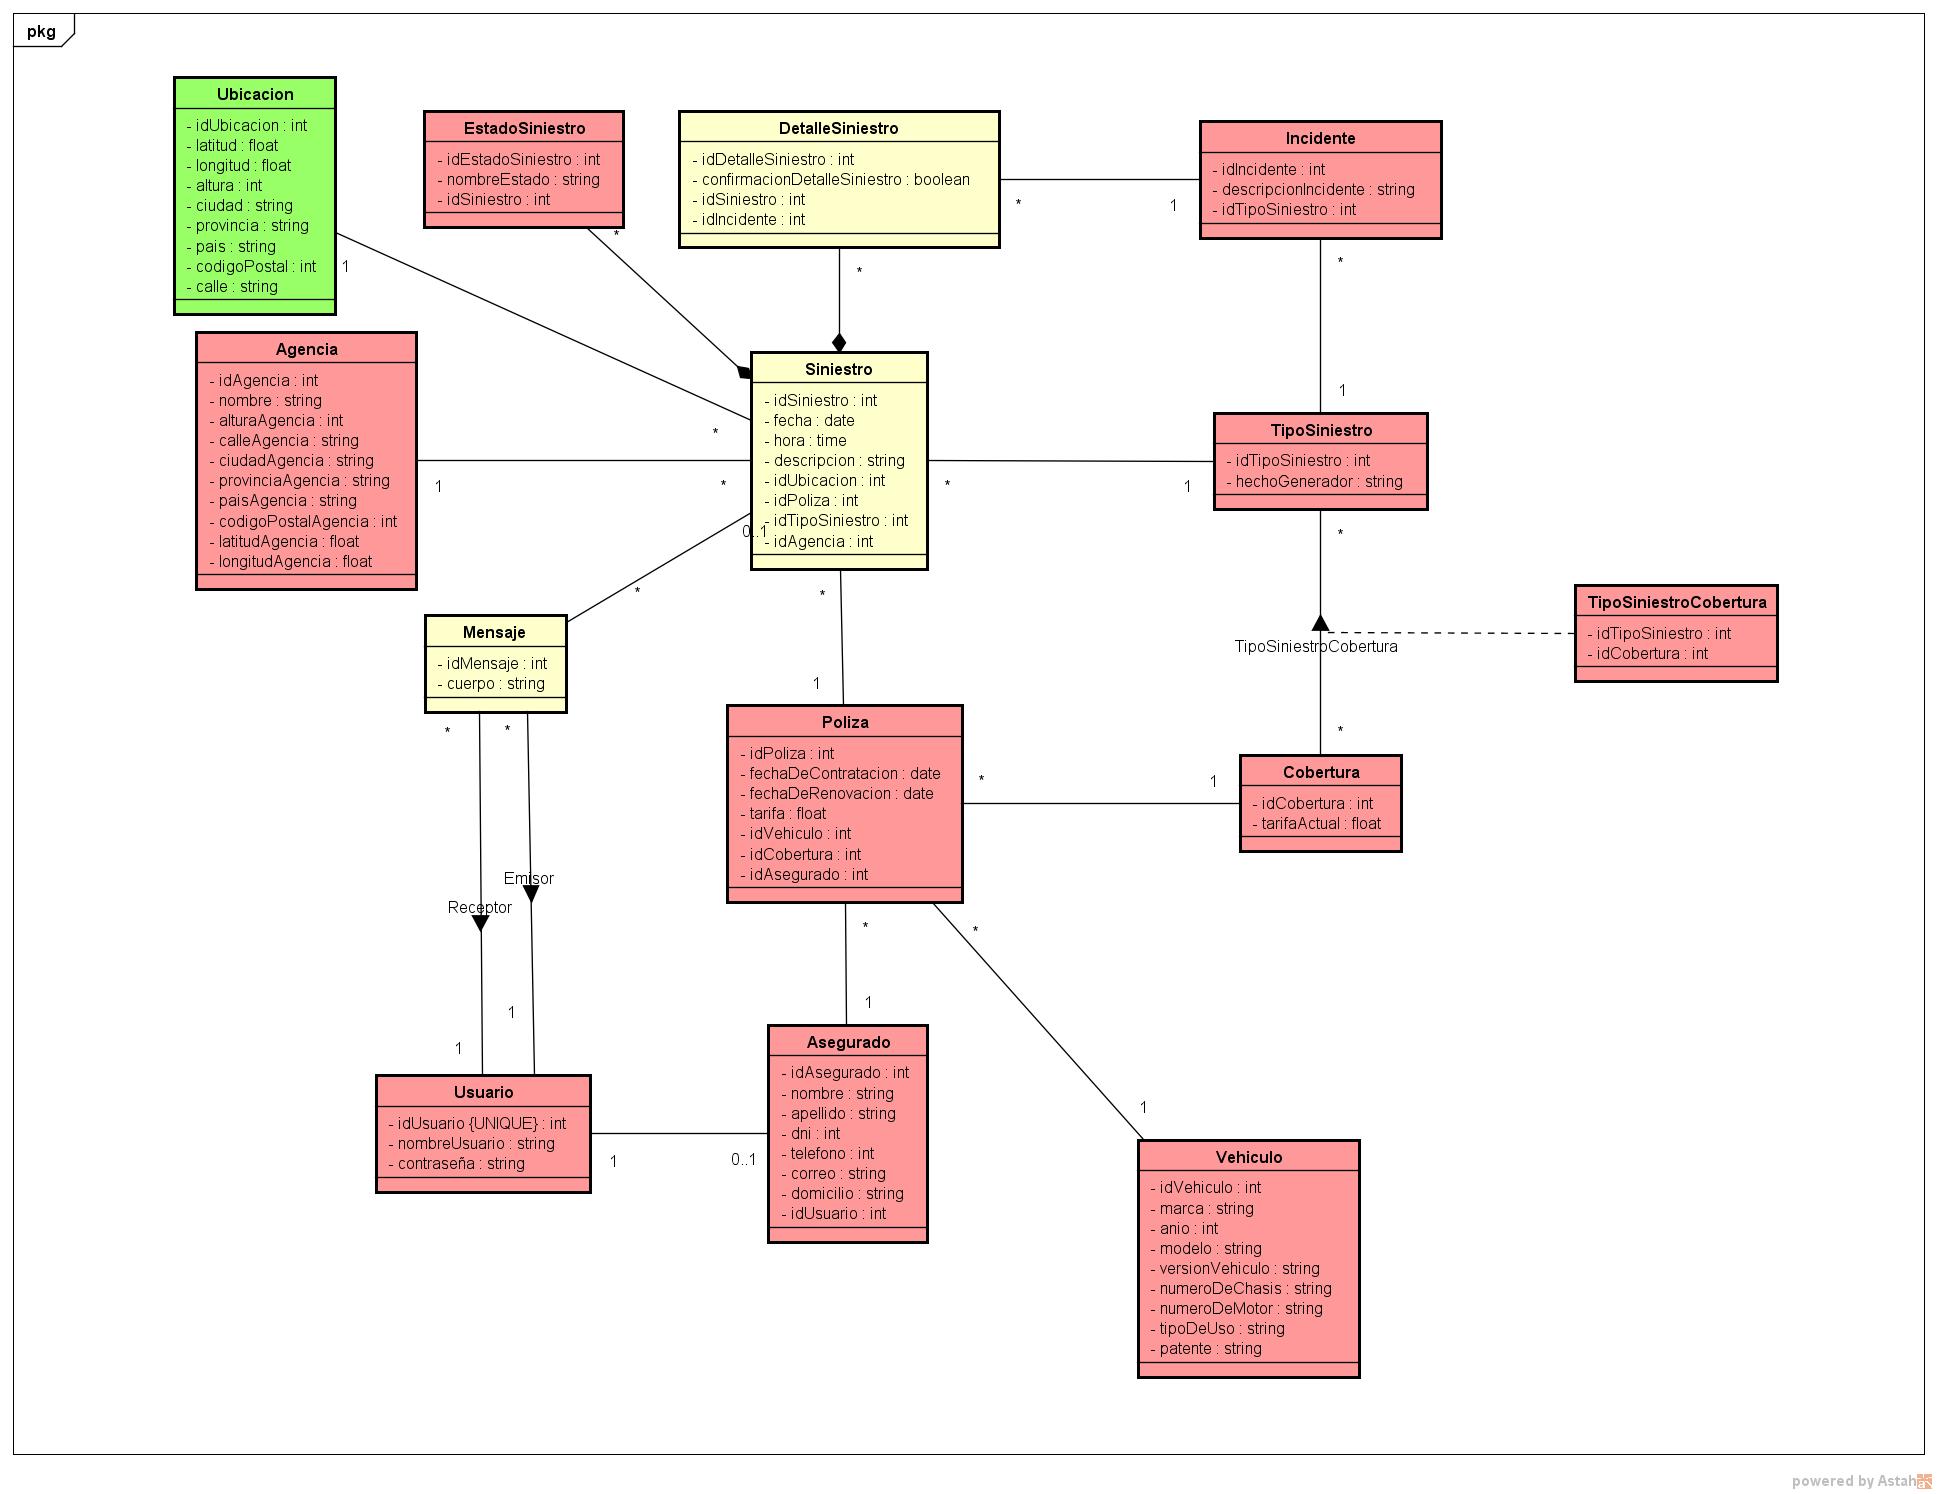 pkg
Ubicacion
- idUbicacion : int
- latitud : float
- longitud : float
- altura : int
- ciudad : string
- provincia : string
- pais : string
- codigoPostal : int
- calle : string
1
*
EstadoSiniestro
- idEstadoSiniestro : int
- nombreEstado : string
- idSiniestro : int
*
DetalleSiniestro
- idDetalleSiniestro : int
- confirmacionDetalleSiniestro : boolean
- idSiniestro : int
- idIncidente : int
*
1
*
Incidente
- idIncidente : int
- descripcionIncidente : string
- idTipoSiniestro : int
*
1
Agencia
- idAgencia : int
- nombre : string
- alturaAgencia : int
- calleAgencia : string
- ciudadAgencia : string
- provinciaAgencia : string
- paisAgencia : string
- codigoPostalAgencia : int
- latitudAgencia : float
- longitudAgencia : float
1
*
Siniestro
- idSiniestro : int
- fecha : date
- hora : time
- descripcion : string
- idUbicacion : int
- idPoliza : int
- idTipoSiniestro : int
- idAgencia : int
0..1
*
*
1
*
1
TipoSiniestro
- idTipoSiniestro : int
- hechoGenerador : string
*
TipoSiniestroCobertura
*
TipoSiniestroCobertura
- idTipoSiniestro : int
- idCobertura : int
Mensaje
- idMensaje : int
- cuerpo : string
*
*
Emisor
Receptor
1
1
Poliza
- idPoliza : int
- fechaDeContratacion : date
- fechaDeRenovacion : date
- tarifa : float
- idVehiculo : int
- idCobertura : int
- idAsegurado : int
*
1
Cobertura
- idCobertura : int
- tarifaActual : float
*
1
*
1
Usuario
- idUsuario {UNIQUE} : int
- nombreUsuario : string
- contraseña : string
1
0..1
Asegurado
- idAsegurado : int
- nombre : string
- apellido : string
- dni : int
- telefono : int
- correo : string
- domicilio : string
- idUsuario : int
Vehiculo
- idVehiculo : int
- marca : string
- anio : int
- modelo : string
- versionVehiculo : string
- numeroDeChasis : string
- numeroDeMotor : string
- tipoDeUso : string
- patente : string
powered by Astah